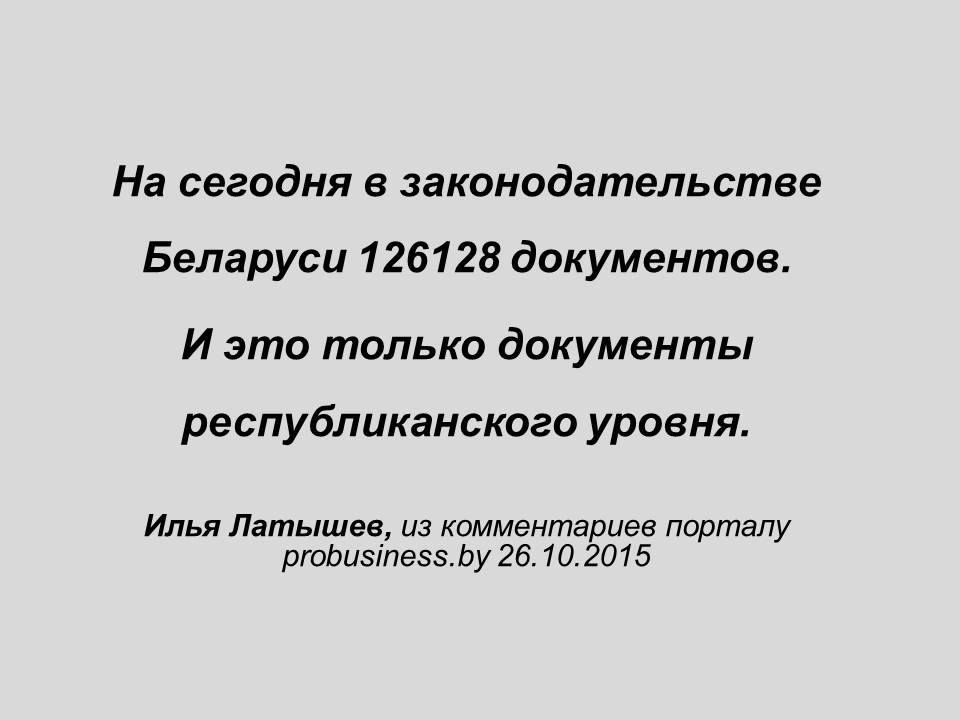 На сегодня в законодательстве
Беларуси 126128 документов.
И это только документы
республиканского уровня.
Илья Латышев, из комментариев порталу
probusiness.by 26.10.2015